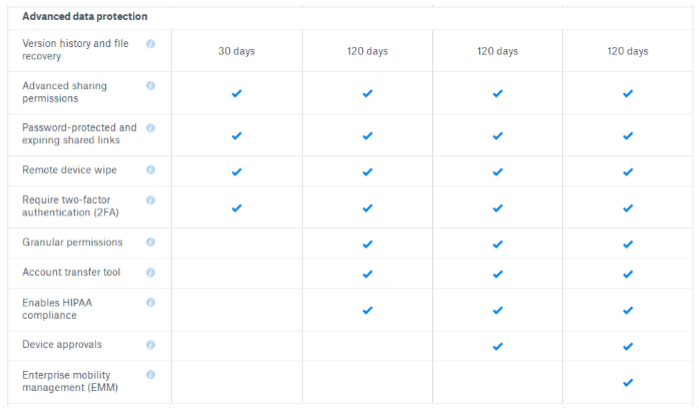 Advanced data protection
Version history and file
recovery
30 days
120 days
120 days
120 days
Advanced sharing
permissions
Password-protected and
expiring shared links
Remote device wipe
Require two-factor
authentication (2FA)
Granular permissions
Account transfer tool
Enables HIPAA
compliance
Device approvals
Enterprise mobility
management (EMM)